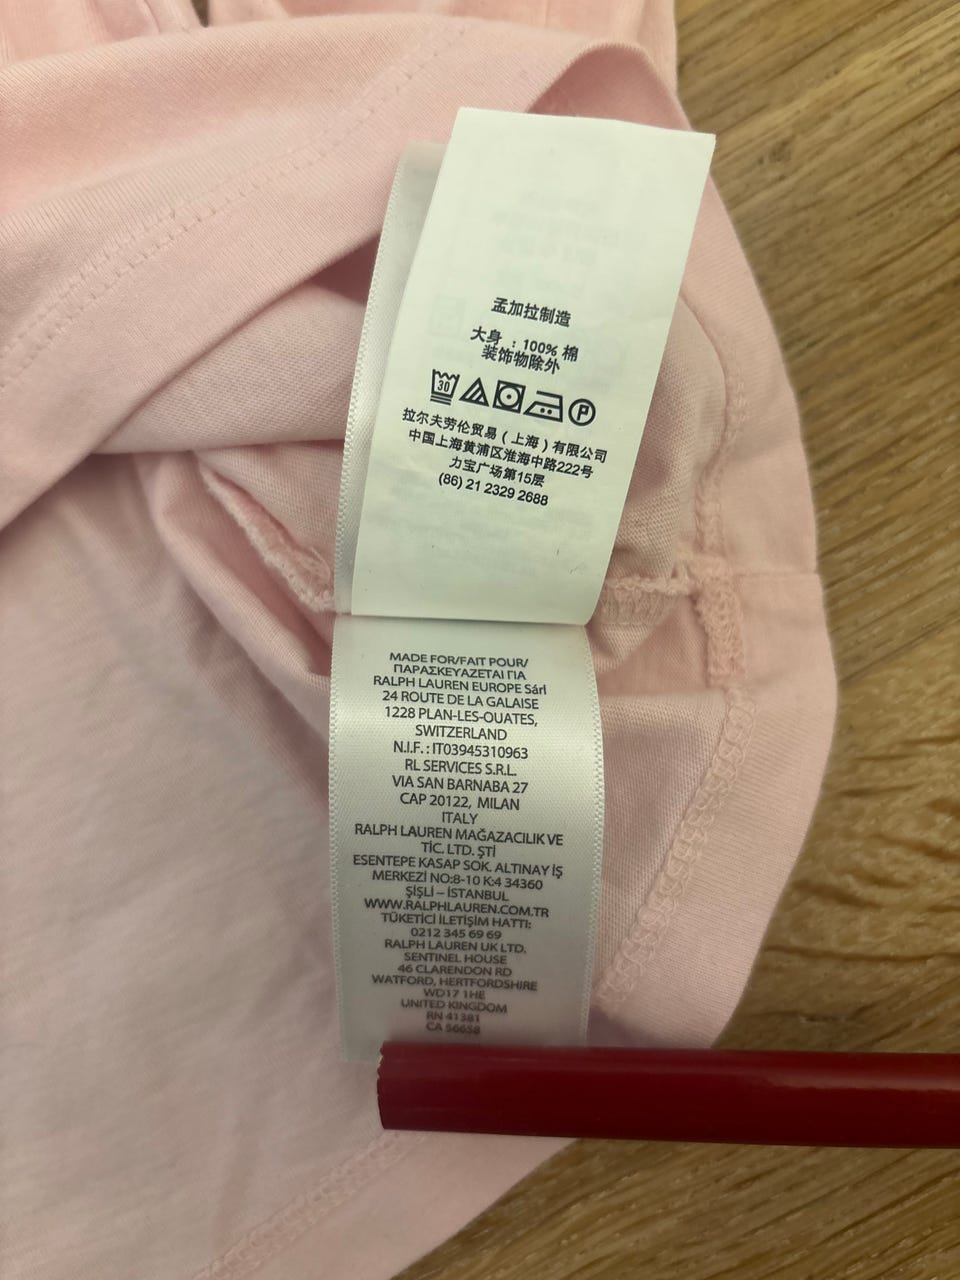 孟加拉制造
大身 : 100% 棉
装饰物除外
30 P
拉尔夫劳伦贸易（上海）有限公司
中国上海黄浦区淮海中路222号
力宝广场第15层
(86) 21 2329 2688
MADE FOR/FAIT POUR/
ΠΑΡΑΣΚΕΥΑΖΕΤΑΙ ΓΙΑ
RALPH LAUREN EUROPE Sárl
24 ROUTE DE LA GALAISE
1228 PLAN-LES-OUATES,
SWITZERLAND
N.I.F. : IT03945310963
RL SERVICES S.R.L.
VIA SAN BARNABA 27
CAP 20122, MILAN
ITALY
RALPH LAUREN MAĞAZACILIK VE
TİC. LTD. ŞTİ
ESENTEPE KASAP SOK. ALTINAY İŞ
MERKEZİ NO:8-10 K:4 34360
ŞİŞLİ – İSTANBUL
WWW.RALPHLAUREN.COM.TR
TÜKETİCİ İLETİŞİM HATTI:
0212 345 69 69
RALPH LAUREN UK LTD.
SENTINEL HOUSE
46 CLARENDON RD
WATFORD, HERTFORDSHIRE
WD17 1HE
UNITED KINGDOM
RN 41381
CA 56658